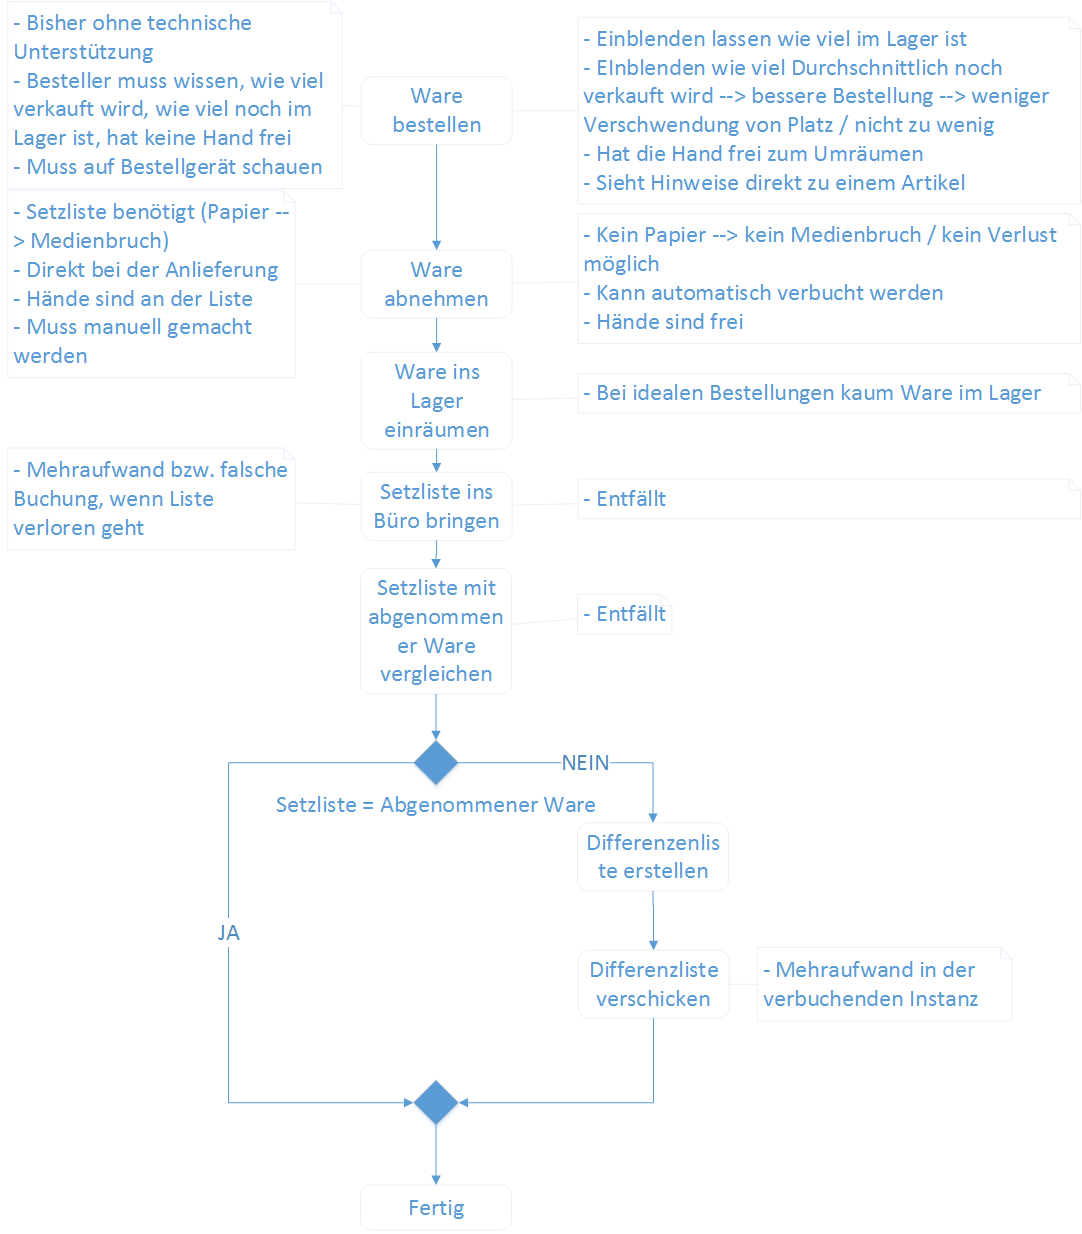 - Bisher ohne technische
Unterstützung
- Besteller muss wissen, wie viel
verkauft wird, wie viel noch im
Lager ist, hat keine Hand frei
- Muss auf Bestellgerät schauen
Ware
bestellen
- Einblenden lassen wie viel im Lager ist
- EInblenden wie viel Durchschnittlich noch
verkauft wird --> bessere Bestellung --> weniger
Verschwendung von Platz / nicht zu wenig
- Hat die Hand frei zum Umräumen
- Sieht Hinweise direkt zu einem Artikel
- Setzliste benötigt (Papier --
> Medienbruch)
- Direkt bei der Anlieferung
- Hände sind an der Liste
- Muss manuell gemacht
werden
Ware
abnehmen
- Kein Papier --> kein Medienbruch / kein Verlust
möglich
- Kann automatisch verbucht werden
- Hände sind frei
Ware ins
Lager
einräumen
- Bei idealen Bestellungen kaum Ware im Lager
- Mehraufwand bzw. falsche
Buchung, wenn Liste
verloren geht
Setzliste ins
Büro bringen
- Entfällt
Setzliste mit
abgenommen
er Ware
vergleichen
- Entfällt
NEIN
Setzliste = Abgenommener Ware
Differenzenlis
te erstellen
JA
Differenzliste
verschicken
- Mehraufwand in der
verbuchenden Instanz
Fertig